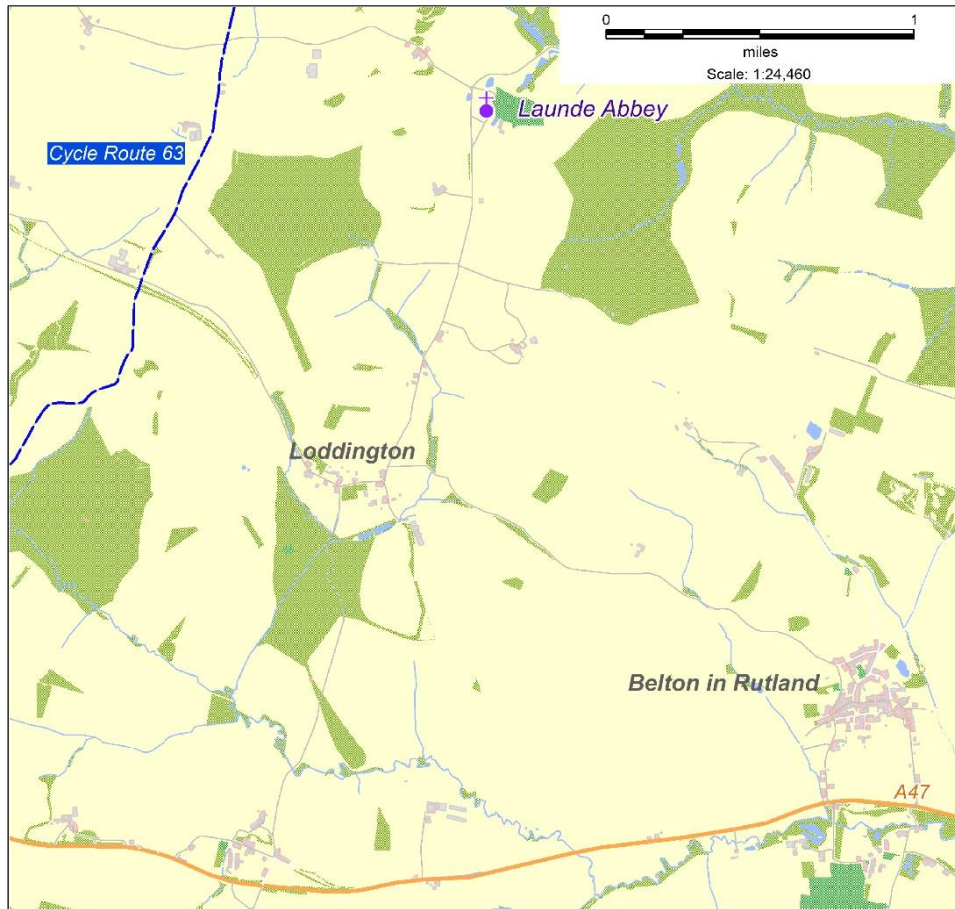 0 1
miles
Scale: 1:24,460
Launde Abbey
Cycle Route 63
Loddington
Belton in Rutland
A47